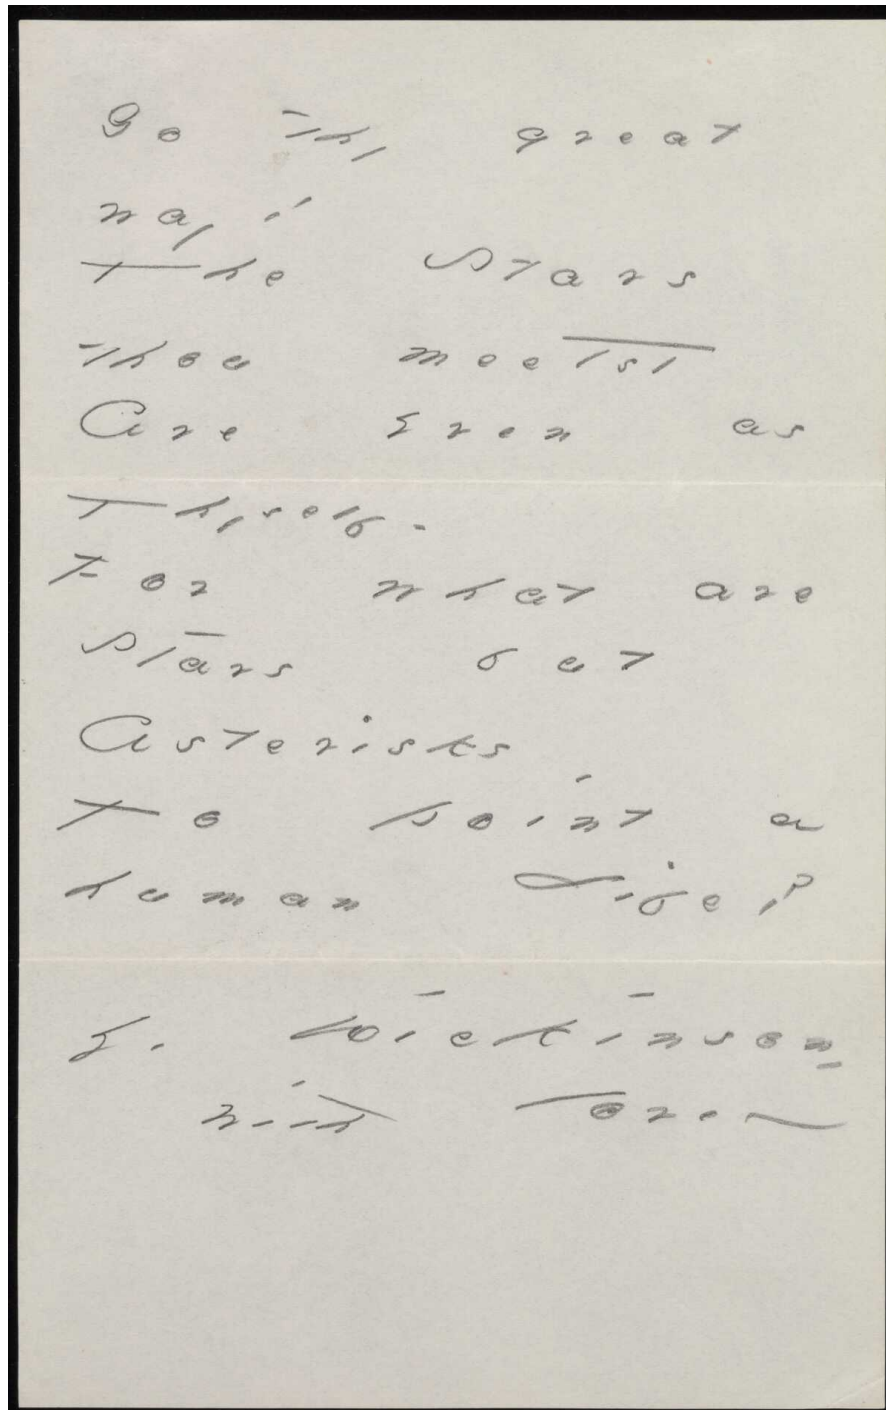 Go thy great
way!
The Stars
thou meetst
Are Even as
Thyself -
For what are
Stars but
Asterisks
To point a
human Life?
E. Dickinson,
with love -